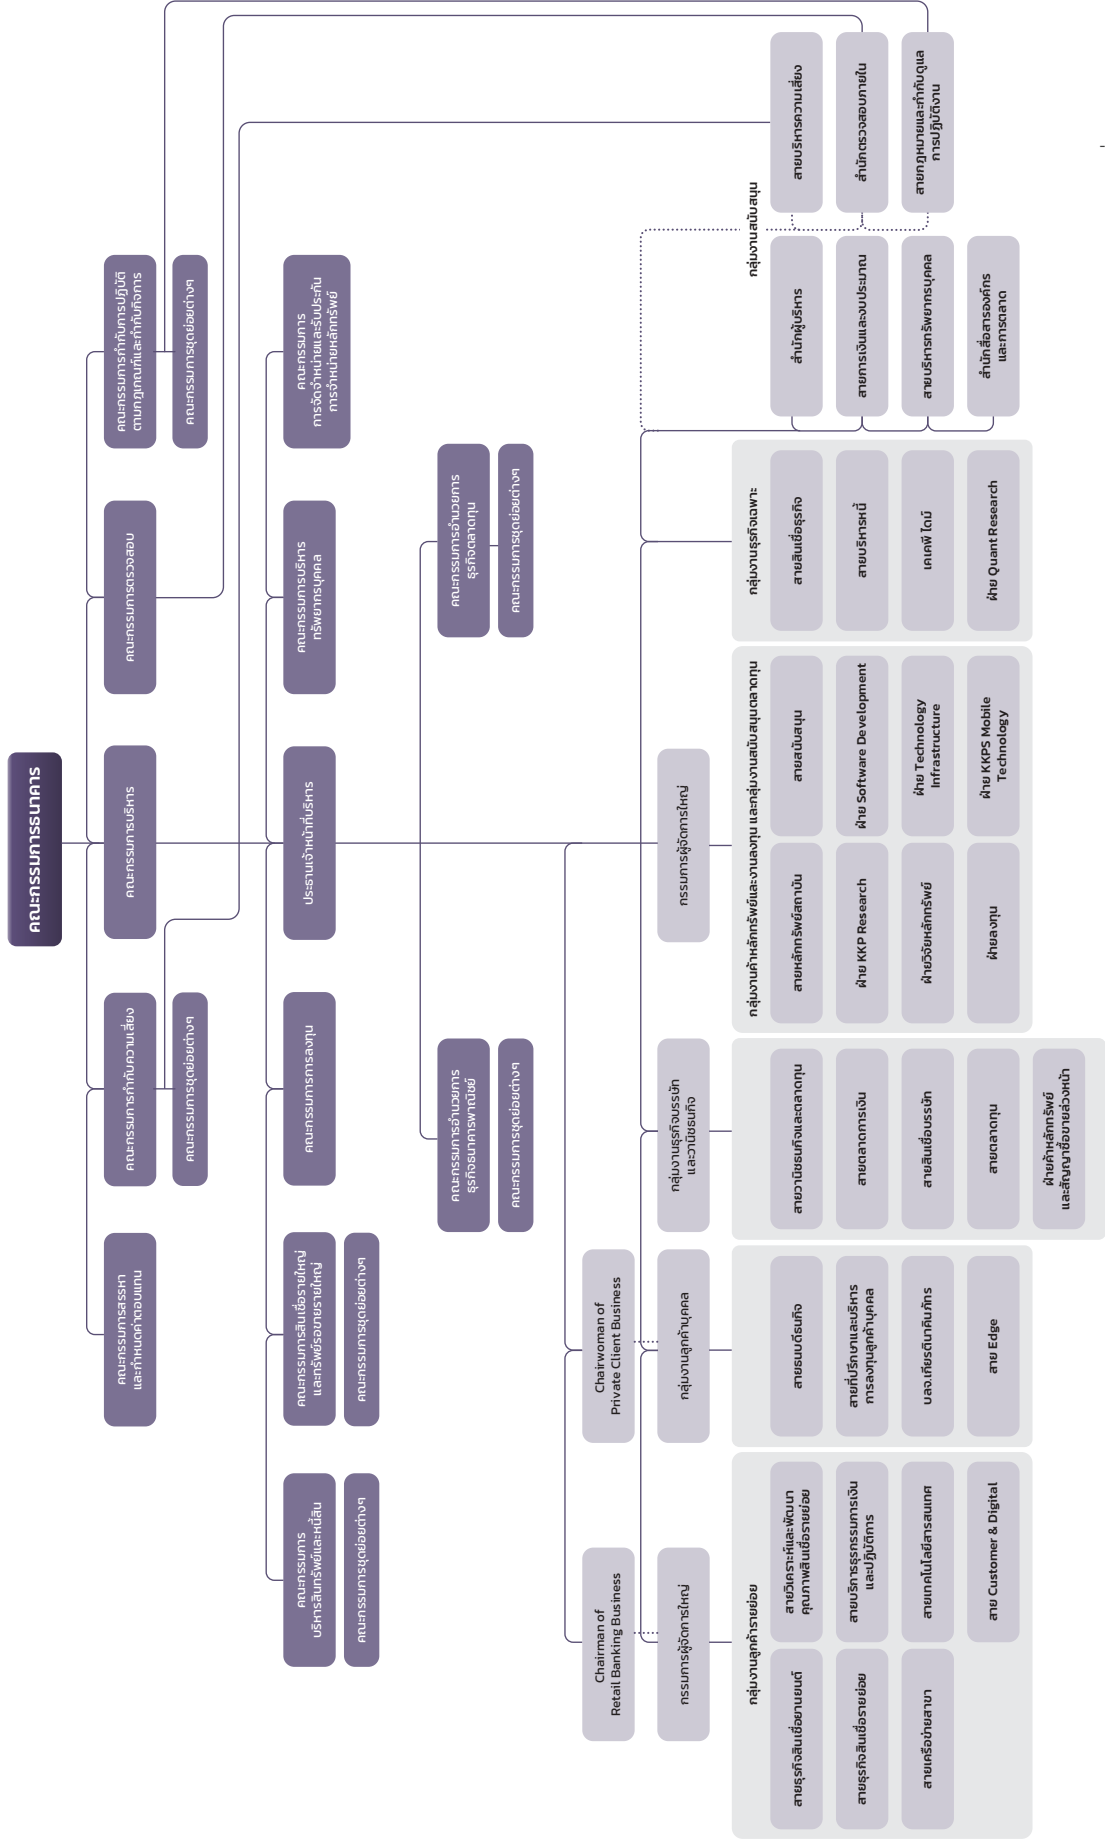 คณะกรรมการธนาคาร
คณะกรรมการสรรหา
และกำหนดค่าตอบแทน
คณะกรรมการกำกับความเสี่ยง
คณะกรรมการชุดย่อยต่างๆ
คณะกรรมการบริหาร
คณะกรรมการตรวจสอบ
คณะกรรมการกำกับการปฏิบัติ
ตามกฎเกณฑ์และกำกับกิจการ
คณะกรรมการชุดย่อยต่างๆ
คณะกรรมการ
บริหารสินทรัพย์และหนี้สิน
คณะกรรมการชุดย่อยต่างๆ
คณะกรรมการสินเชื่อรายใหญ่
และทรัพย์รอขายรายใหญ่
คณะกรรมการชุดย่อยต่างๆ
คณะกรรมการการลงทุน
ประธานเจ้าหน้าที่บริหาร
คณะกรรมการบริหาร
ทรัพยากรบุคคล
คณะกรรมการ
การจัดจำหน่ายและรับประกัน
การจำหน่ายหลักทรัพย์
คณะกรรมการอำนวยการ
ธุรกิจธนาคารพาณิชย์
คณะกรรมการชุดย่อยต่างๆ
คณะกรรมการอำนวยการ
ธุรกิจตลาดทุน
คณะกรรมการชุดย่อยต่างๆ
Chairman of
Retail Banking Business
Chairwoman of
Private Client Business
กรรมการผู้จัดการใหญ่
กลุ่มงานลูกค้าบุคคล
กลุ่มงานธุรกิจบรรษัท
และวานิชธนกิจ
กรรมการผู้จัดการใหญ่
กลุ่มงานลูกค้ารายย่อย
สายธุรกิจสินเชื่อยานยนต์
สายธุรกิจสินเชื่อรายย่อย
สายเครือข่ายสาขา
สายวิเคราะห์และพัฒนา
คุณภาพสินเชื่อรายย่อย
สายบริการธุรกรรมการเงิน
และปฏิบัติการ
สายเทคโนโลยีสารสนเทศ
สาย Customer & Digital
สายธนบดีธนกิจ
สายที่ปรึกษาและบริหาร
การลงทุนลูกค้าบุคคล
บลจ.เกียรตินาคินภัทร
สาย Edge
สายวานิชธนกิจและตลาดทุน
สายตลาดการเงิน
สายสินเชื่อบรรษัท
สายตลาดทุน
ฝ่ายค้าหลักทรัพย์
และสัญญาซื้อขายล่วงหน้า
กลุ่มงานค้าหลักทรัพย์และงานลงทุน และกลุ่มงานสนับสนุนตลาดทุน
สายหลักทรัพย์สถาบัน
ฝ่าย KKP Research
ฝ่ายวิจัยหลักทรัพย์
ฝ่ายลงทุน
สายสนับสนุน
ฝ่าย Software Development
ฝ่าย Technology
Infrastructure
ฝ่าย KKPS Mobile
Technology
กลุ่มงานธุรกิจเฉพาะ
สายสินเชื่อธุรกิจ
สายบริหารหนี้
เคเคพี ไดม์
ฝ่าย Quant Research
กลุ่มงานสนับสนุน
สำนักผู้บริหาร
สายการเงินและงบประมาณ
สายบริหารทรัพยากรบุคคล
สำนักสื่อสารองค์กร
และการตลาด
สายบริหารความเสี่ยง
สำนักตรวจสอบภายใน
สายกฎหมายและกำกับดูแล
การปฏิบัติงาน